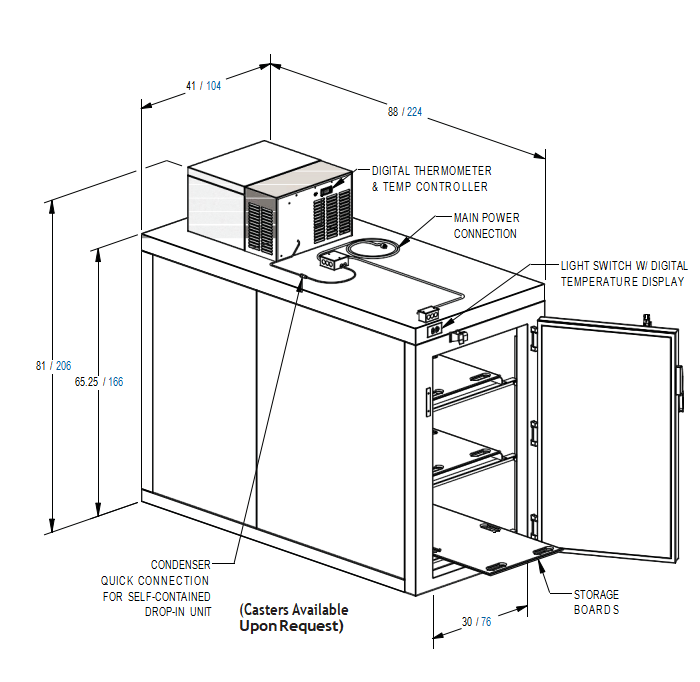 41 / 104
88 / 224
DIGITAL THERMOMETER
& TEMP CONTROLLER
MAIN POWER
CONNECTION
LIGHT SWITCH W/ DIGITAL
TEMPERATURE DISPLAY
81 / 206
65.25 / 166
CONDENSER
QUICK CONNECTION
FOR SELF-CONTAINED
DROP-IN UNIT
(Casters Available
Upon Request)
STORAGE
BOARDS
30 / 76